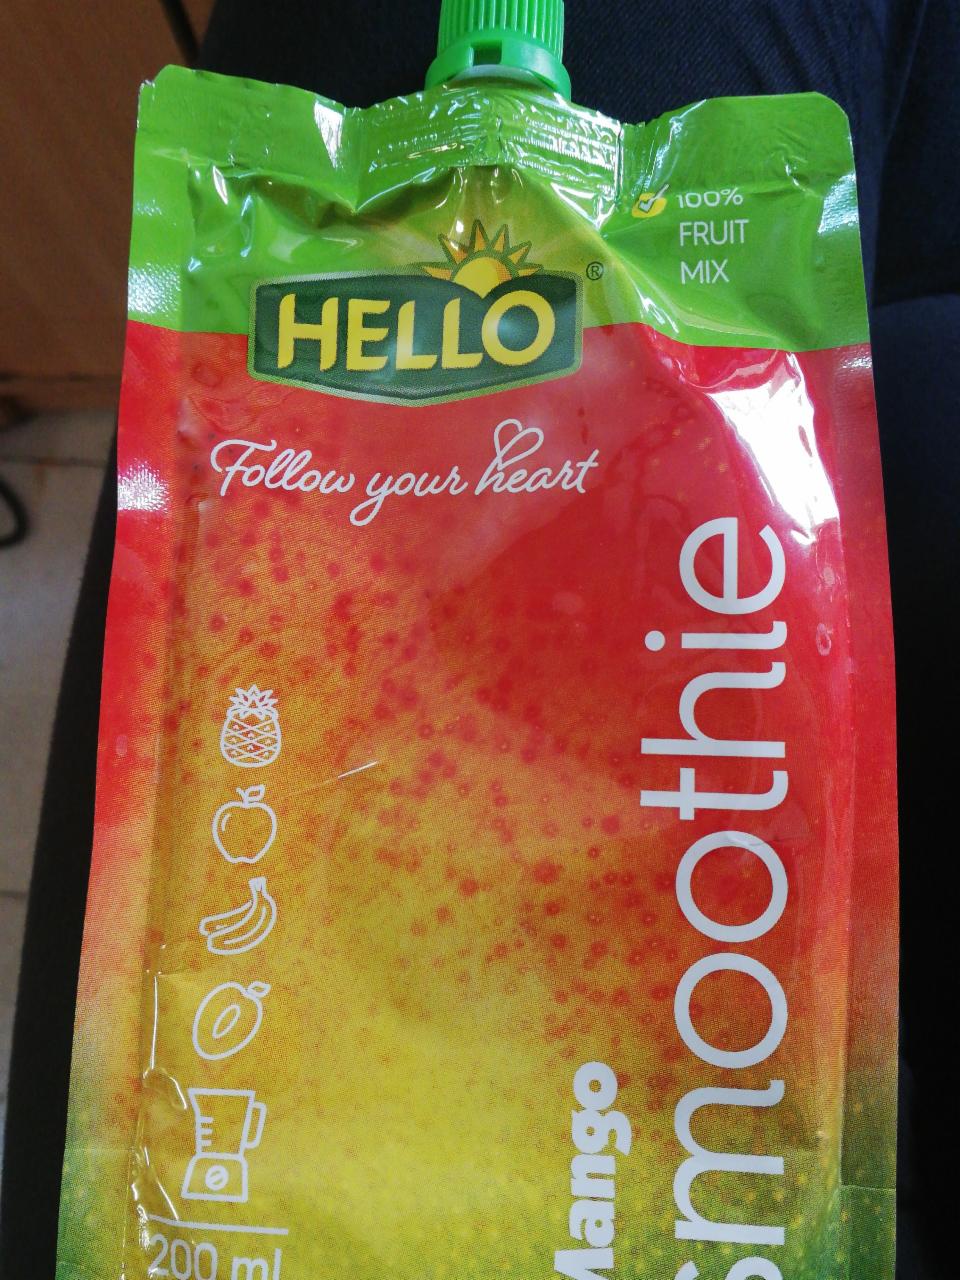 100%
FRUIT
MIX
HELLO®
Follow your heart
smoothie
Mango
200 ml